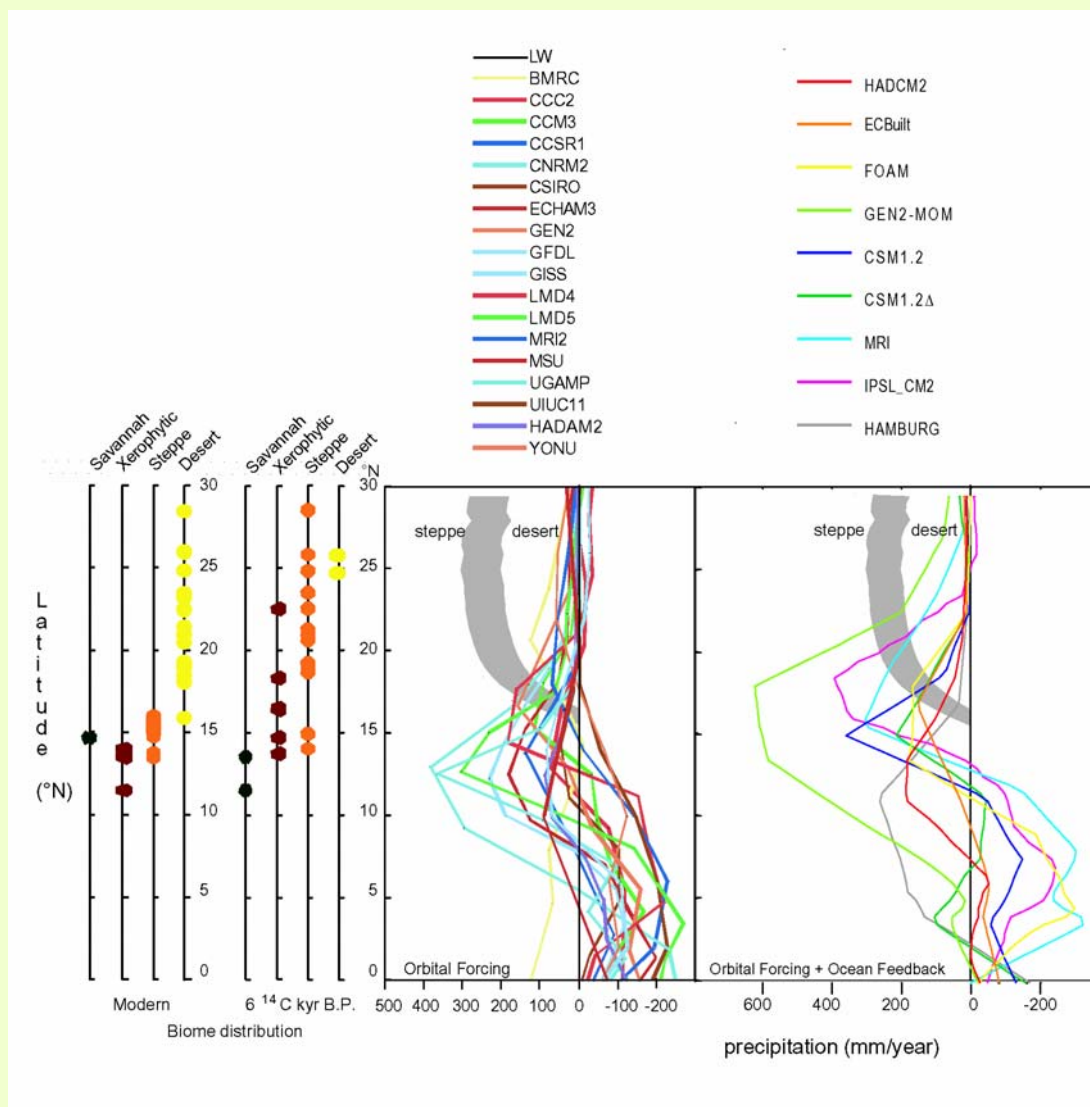 LW
BMRC
CCC2
CCM3
CCSR1
CNRM2
CSIRO
ECHAM3
GEN2
GFDL
GISS
LMD4
LMD5
MRI2
MSU
UGAMP
UIUC11
HADAM2
YONU
HADCM2
ECBuilt
FOAM
GEN2-MOM
CSM1.2
CSM1.2Δ
MRI
IPSL_CM2
HAMBURG
Savannah
Xerophytic
Steppe
Desert
Savannah
Xerophytic
Steppe
Desert
°N
30
25
20
15
10
5
0
30
25
20
15
10
5
0
Latitude
(°N)
Modern
6 ¹⁴C kyr B.P.
Biome distribution
steppe
desert
Orbital Forcing
500 400 300 200 100 0 -100 -200
steppe
desert
Orbital Forcing + Ocean Feedback
600 400 200 0 -200
precipitation (mm/year)